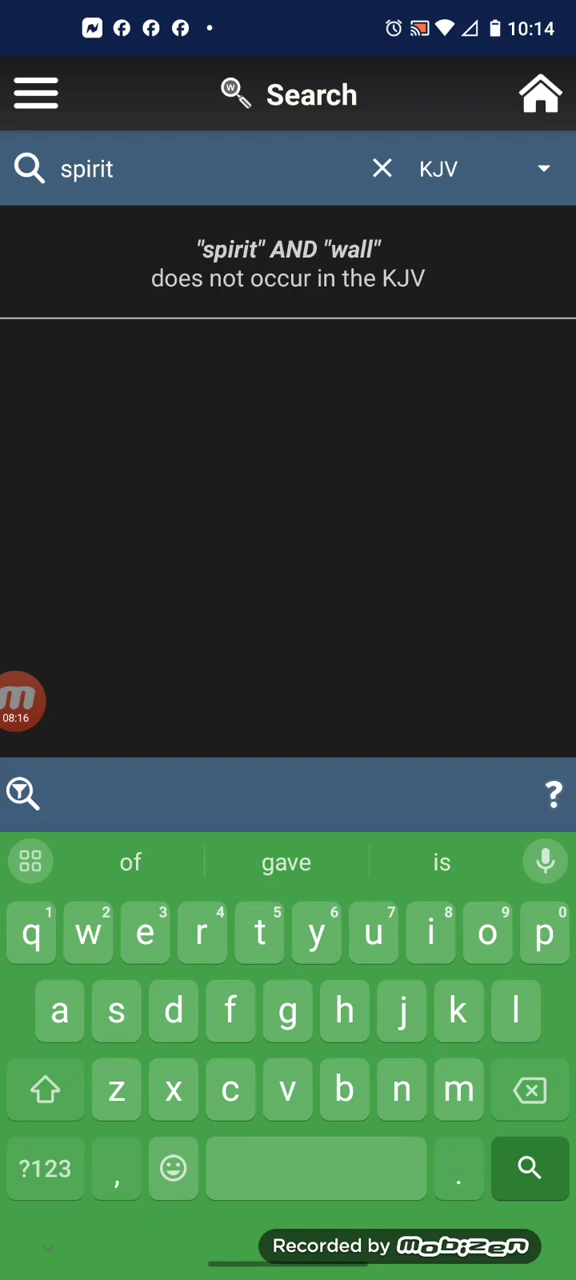 10:14
W
Search
spirit
KJV
"spirit" AND "wall"
does not occur in the KJV
m
08:16
?
of gave is
1 2 3 4 5 6 7 8 9 0
q w e r t y u i o p
a s d f g h j k l
z x c v b n m
?123 , .
Recorded by mobizen